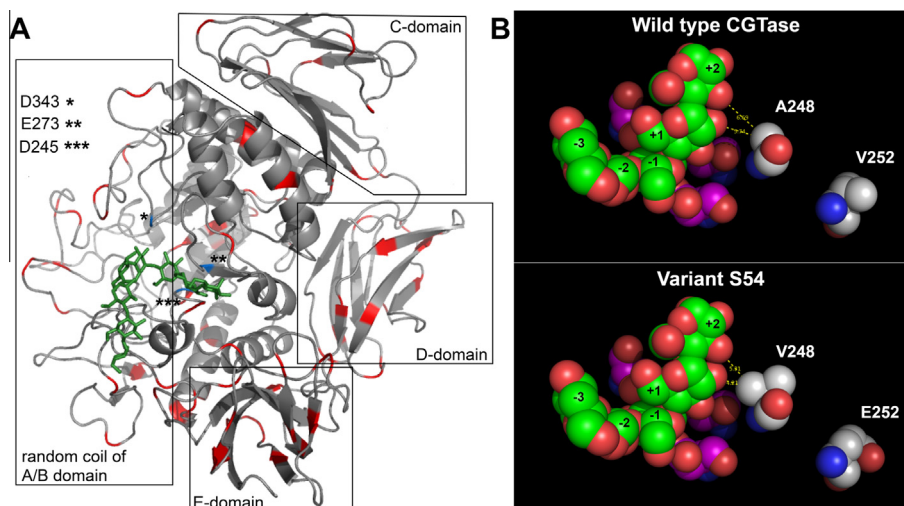 A
C-domain
D343 *
E273 **
D245 ***
*
**
***
D-domain
random coil of
A/B domain
E-domain
B
Wild type CGTase
+2
A248
+1
-3
-1
-2
V252
Variant S54
+2
V248
+1
-3
-1
-2
E252